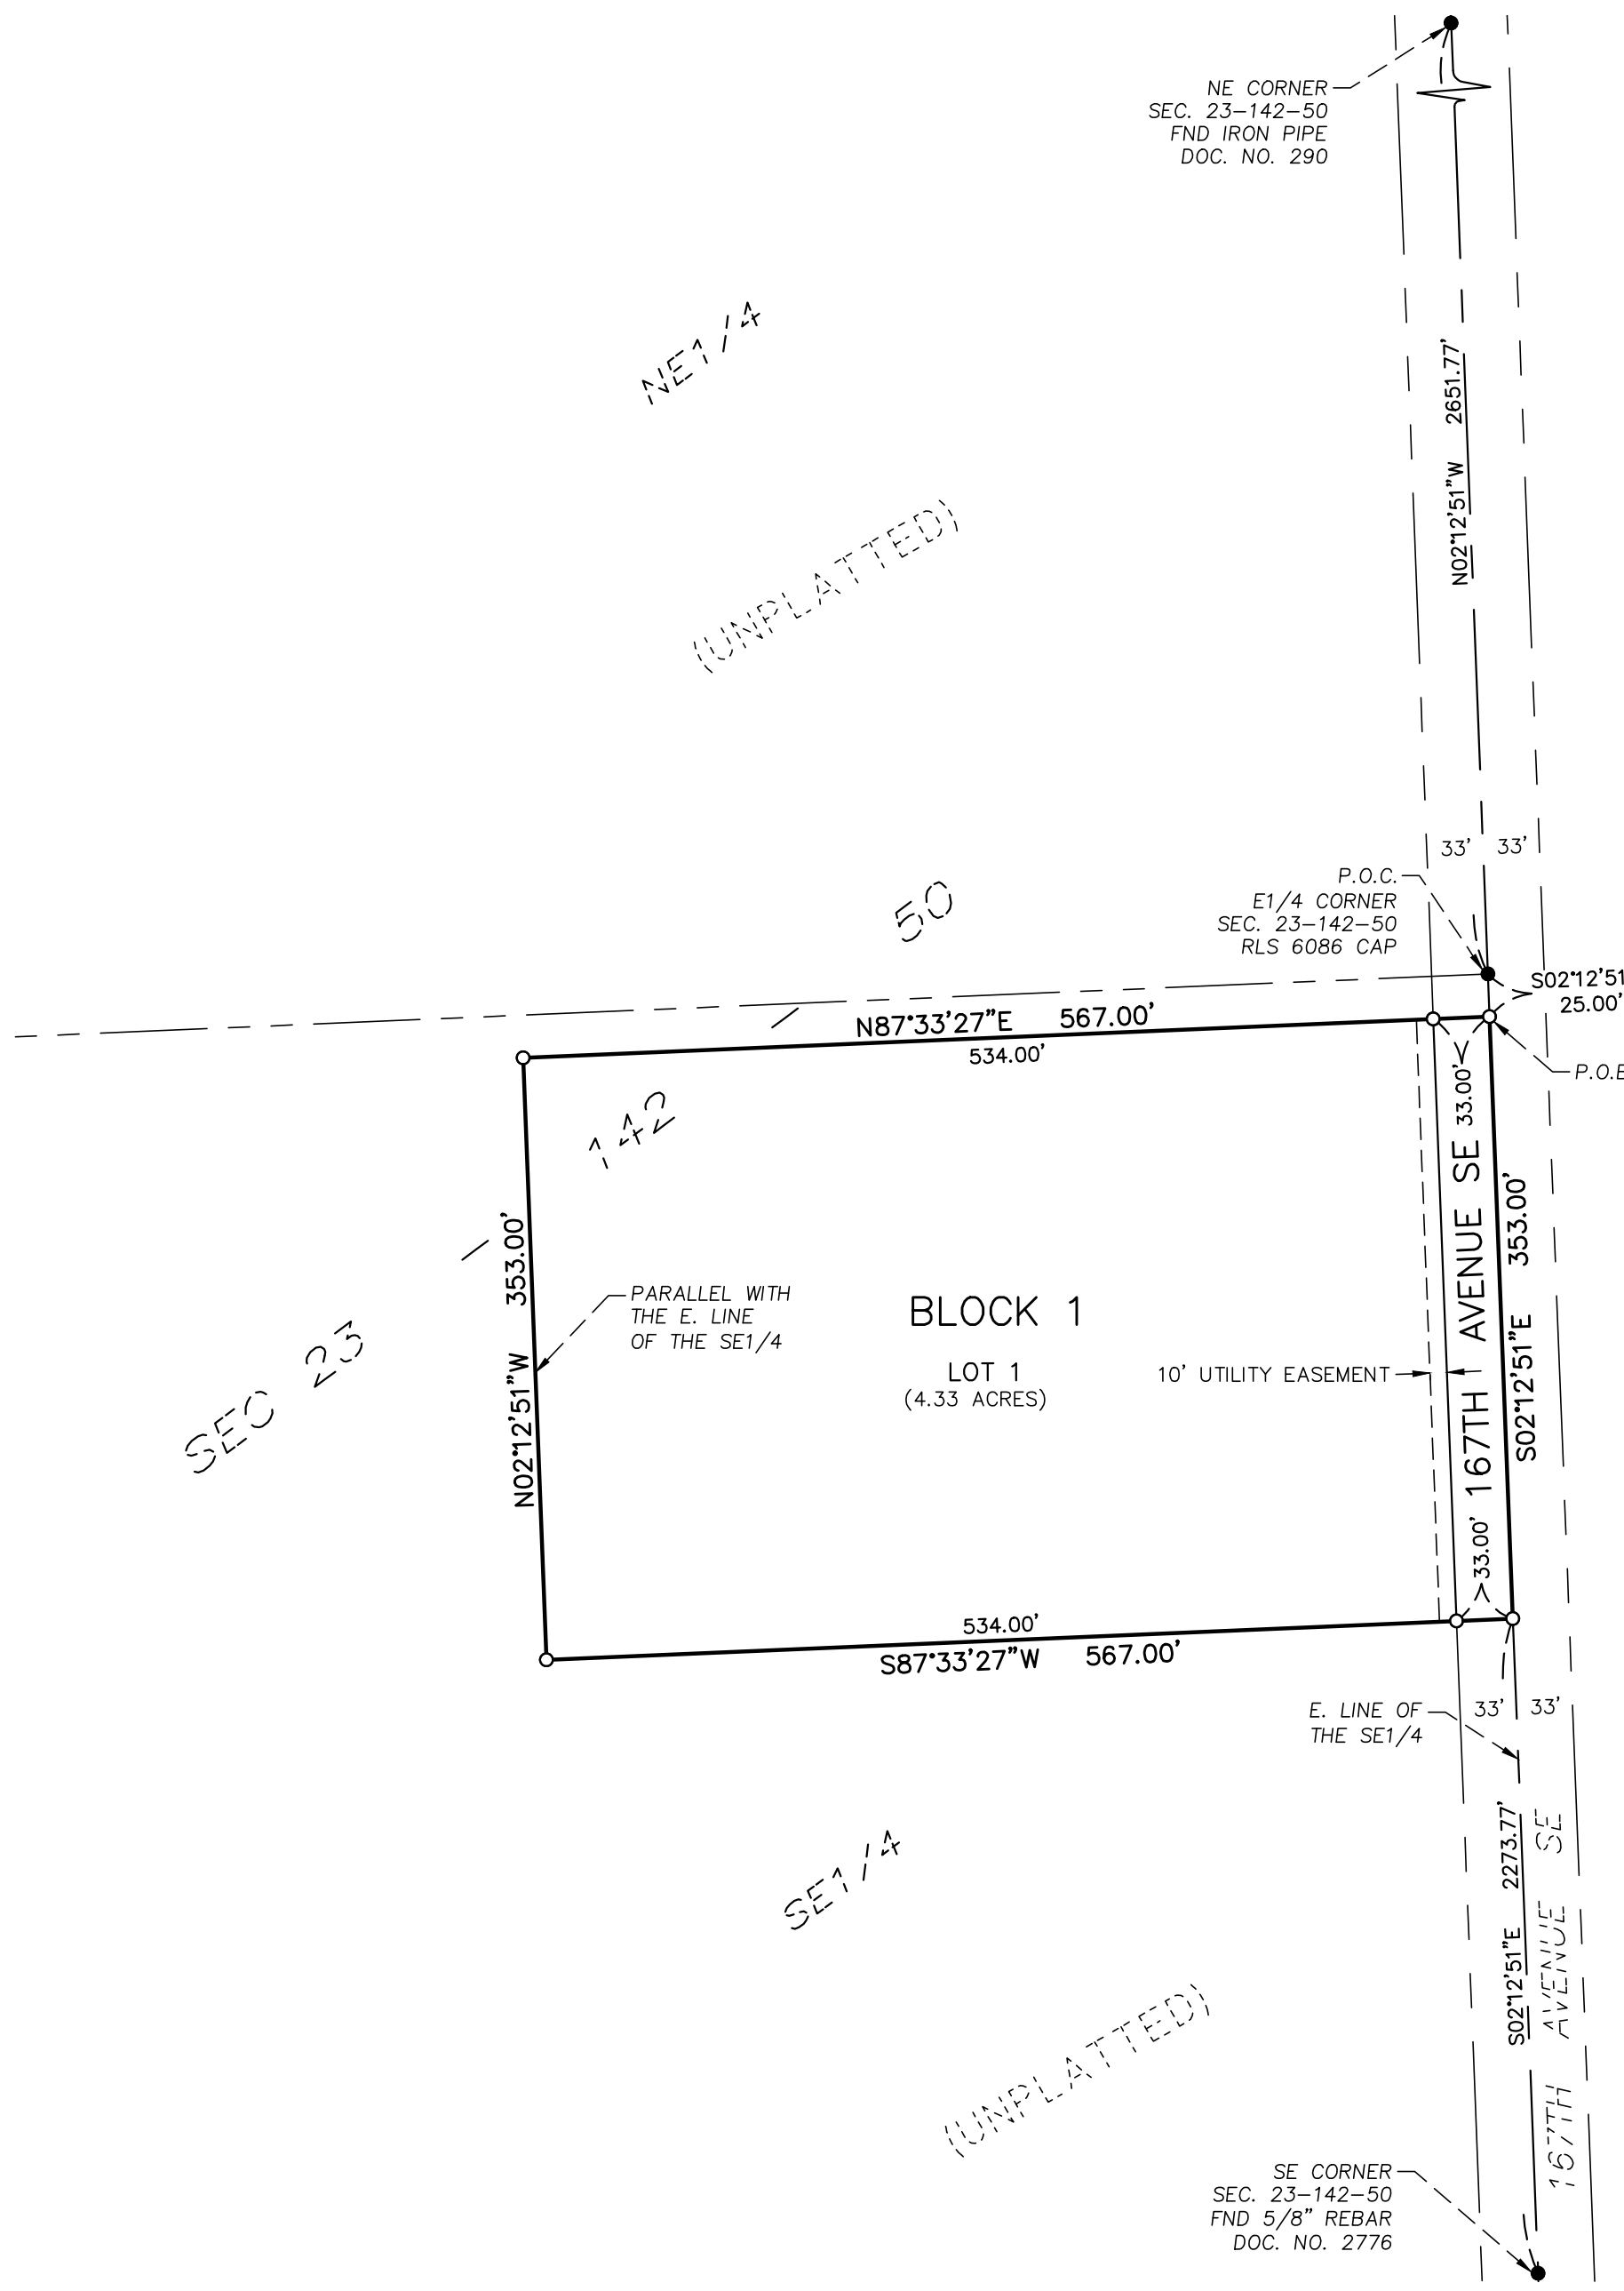 NE CORNER
SEC. 23-142-50
FND IRON PIPE
DOC. NO. 290
NE1/4
N02°12'51"W 2651.77'
(UNPLATTED)
33' 33'
P.O.C.
E1/4 CORNER
SEC. 23-142-50
RLS 6086 CAP
50
S02°12'51
25.00'
N87°33'27"E 567.00'
534.00'
P.O.B
33.00'
142
–
–
SEC 23
N02°12'51"W 353.00'
PARALLEL WITH
THE E. LINE
OF THE SE1/4
BLOCK 1
LOT 1
(4.33 ACRES)
10' UTILITY EASEMENT
167TH AVENUE SE
S02°12'51"E 353.00'
33.00'
534.00'
S87°33'27"W 567.00'
E. LINE OF
THE SE1/4
33' 33'
SE1/4
S02°12'51"E 2273.77'
167TH AVENUE SE
(UNPLATTED)
SE CORNER
SEC. 23-142-50
FND 5/8" REBAR
DOC. NO. 2776